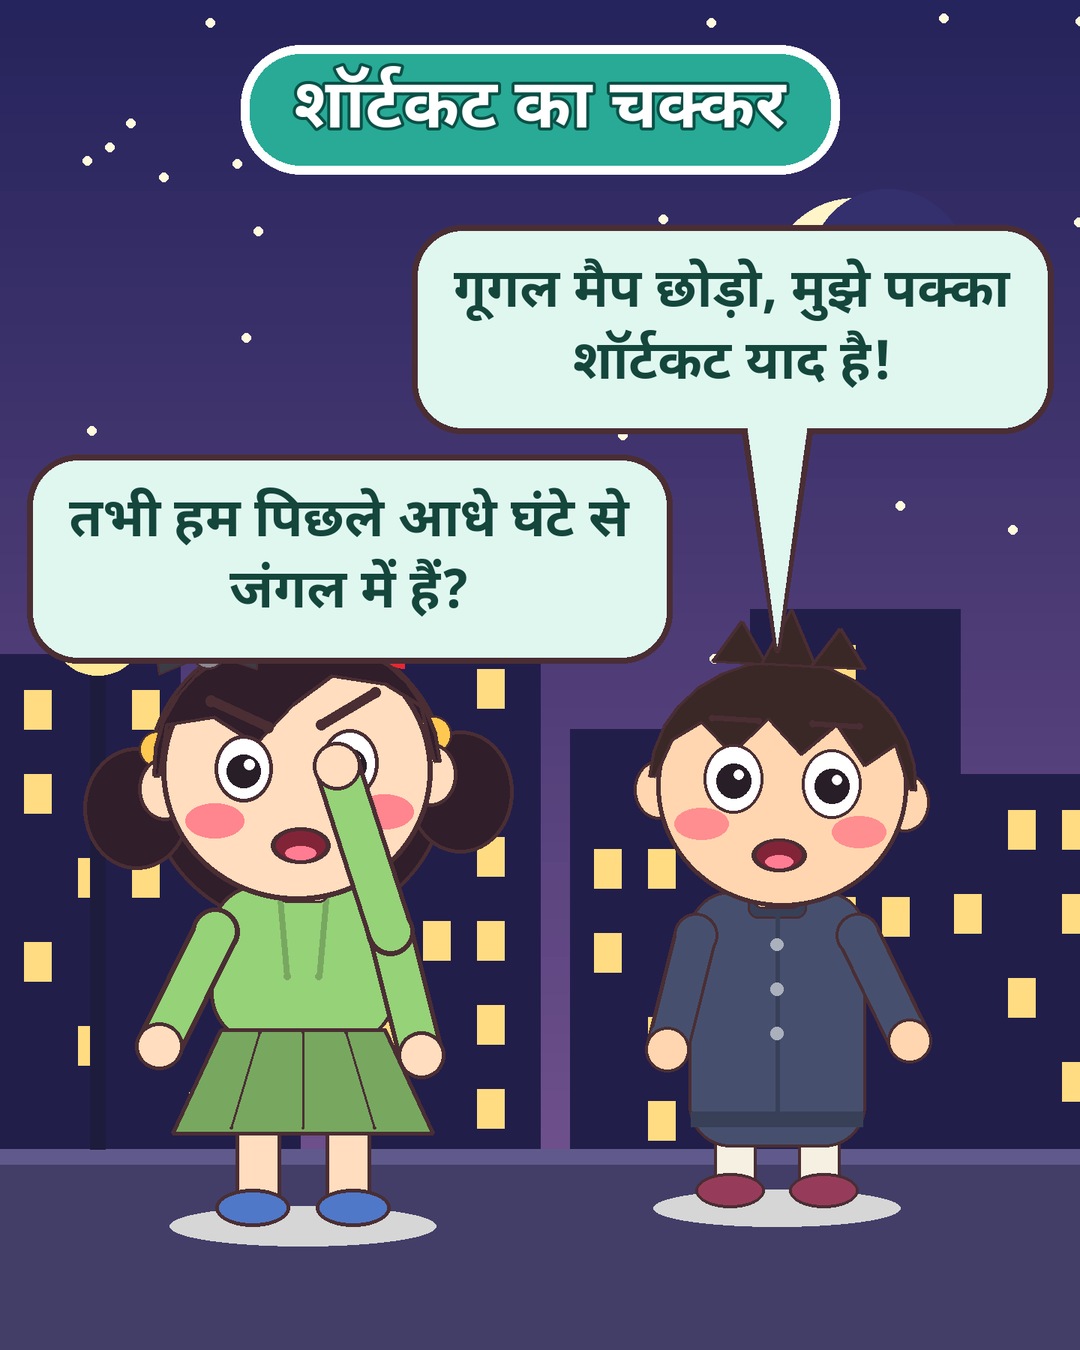 शॉर्टकट का चक्कर
गूगल मैप छोड़ो, मुझे पक्का
शॉर्टकट याद है!
तभी हम पिछले आधे घंटे से
जंगल में हैं?